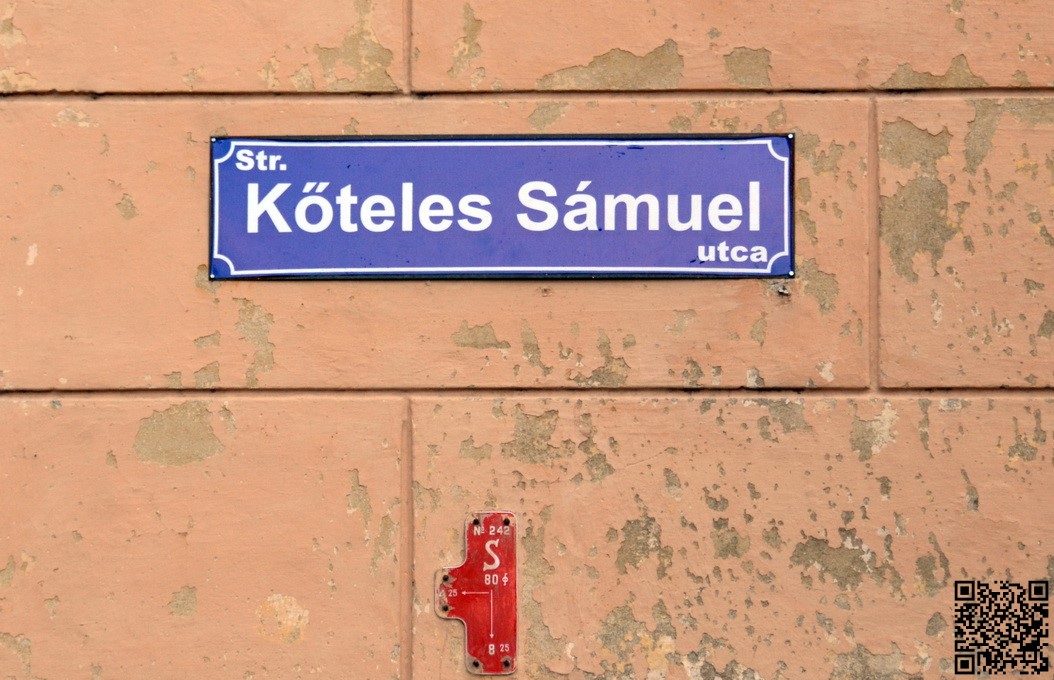 Str.
Kőteles Sámuel
utca
№ 242
S
80 ϕ
25
8 25